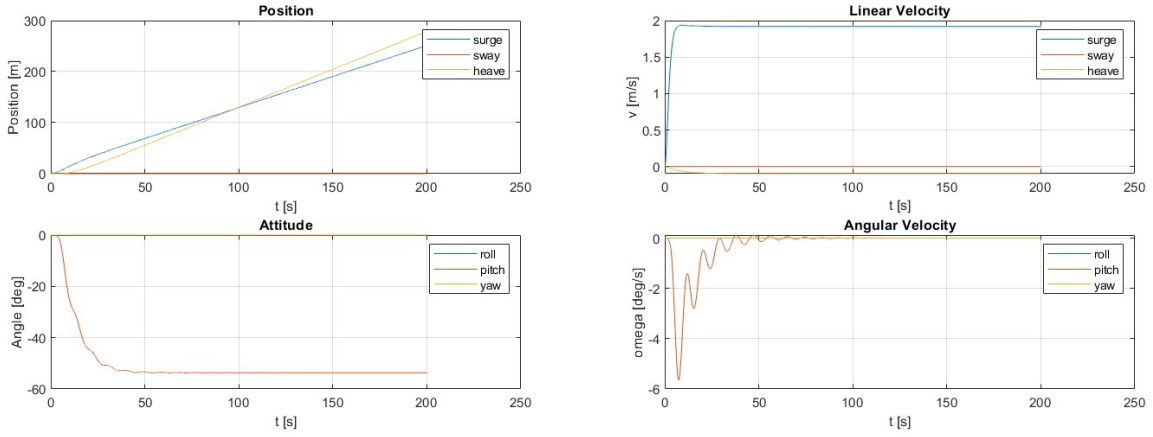 Position
Position [m]
300
200
100
0
0 50 100 150 200 250
t [s]
surge
sway
heave
Linear Velocity
v [m/s]
2
1.5
1
0.5
0
0 50 100 150 200 250
t [s]
surge
sway
heave
Attitude
Angle [deg]
0
-20
-40
-60
0 50 100 150 200 250
t [s]
roll
pitch
yaw
Angular Velocity
omega [deg/s]
0
-2
-4
-6
0 50 100 150 200 250
t [s]
roll
pitch
yaw